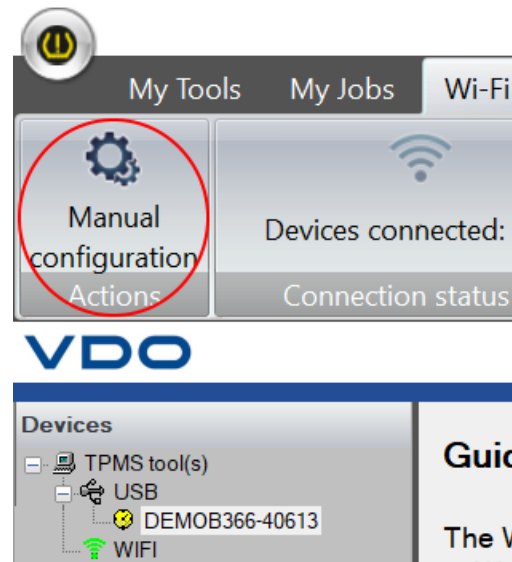 My Tools My Jobs Wi-Fi
Manual
configuration
Devices connected:
Actions
Connection status
VDO
Devices
TPMS tool(s)
USB
DEMOB366-40613
WIFI
Guid
The W